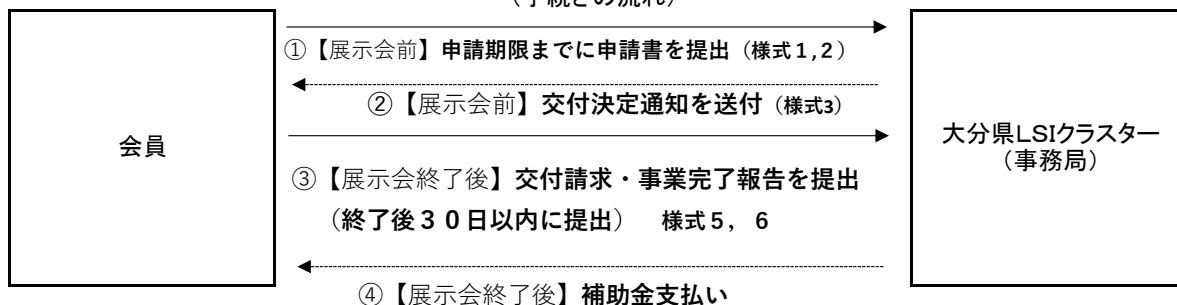 （手続きの流れ）
①【展示会前】申請期限までに申請書を提出（様式１,２）
②【展示会前】交付決定通知を送付（様式3）
会員
大分県LSIクラスター
（事務局）
③【展示会終了後】交付請求・事業完了報告を提出
（終了後３０日以内に提出）　様式５，６
④【展示会終了後】補助金支払い